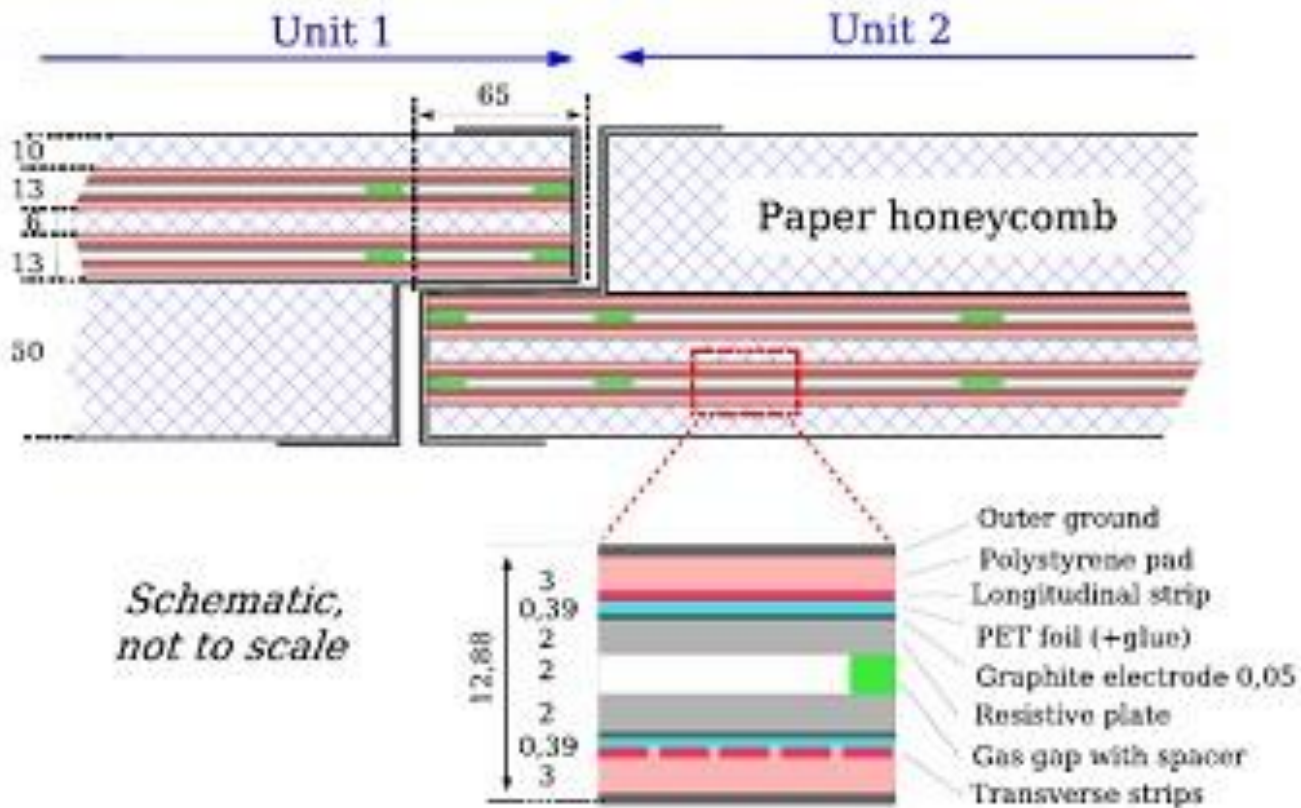 Unit 1
Unit 2
65
10
13
6
13
50
Paper honeycomb
Schematic,
not to scale
12,88
3
0,39
2
2
2
0,39
3
Outer ground
Polystyrene pad
Longitudinal strip
PET foil (+glue)
Graphite electrode 0,05
Resistive plate
Gas gap with spacer
Transverse strips